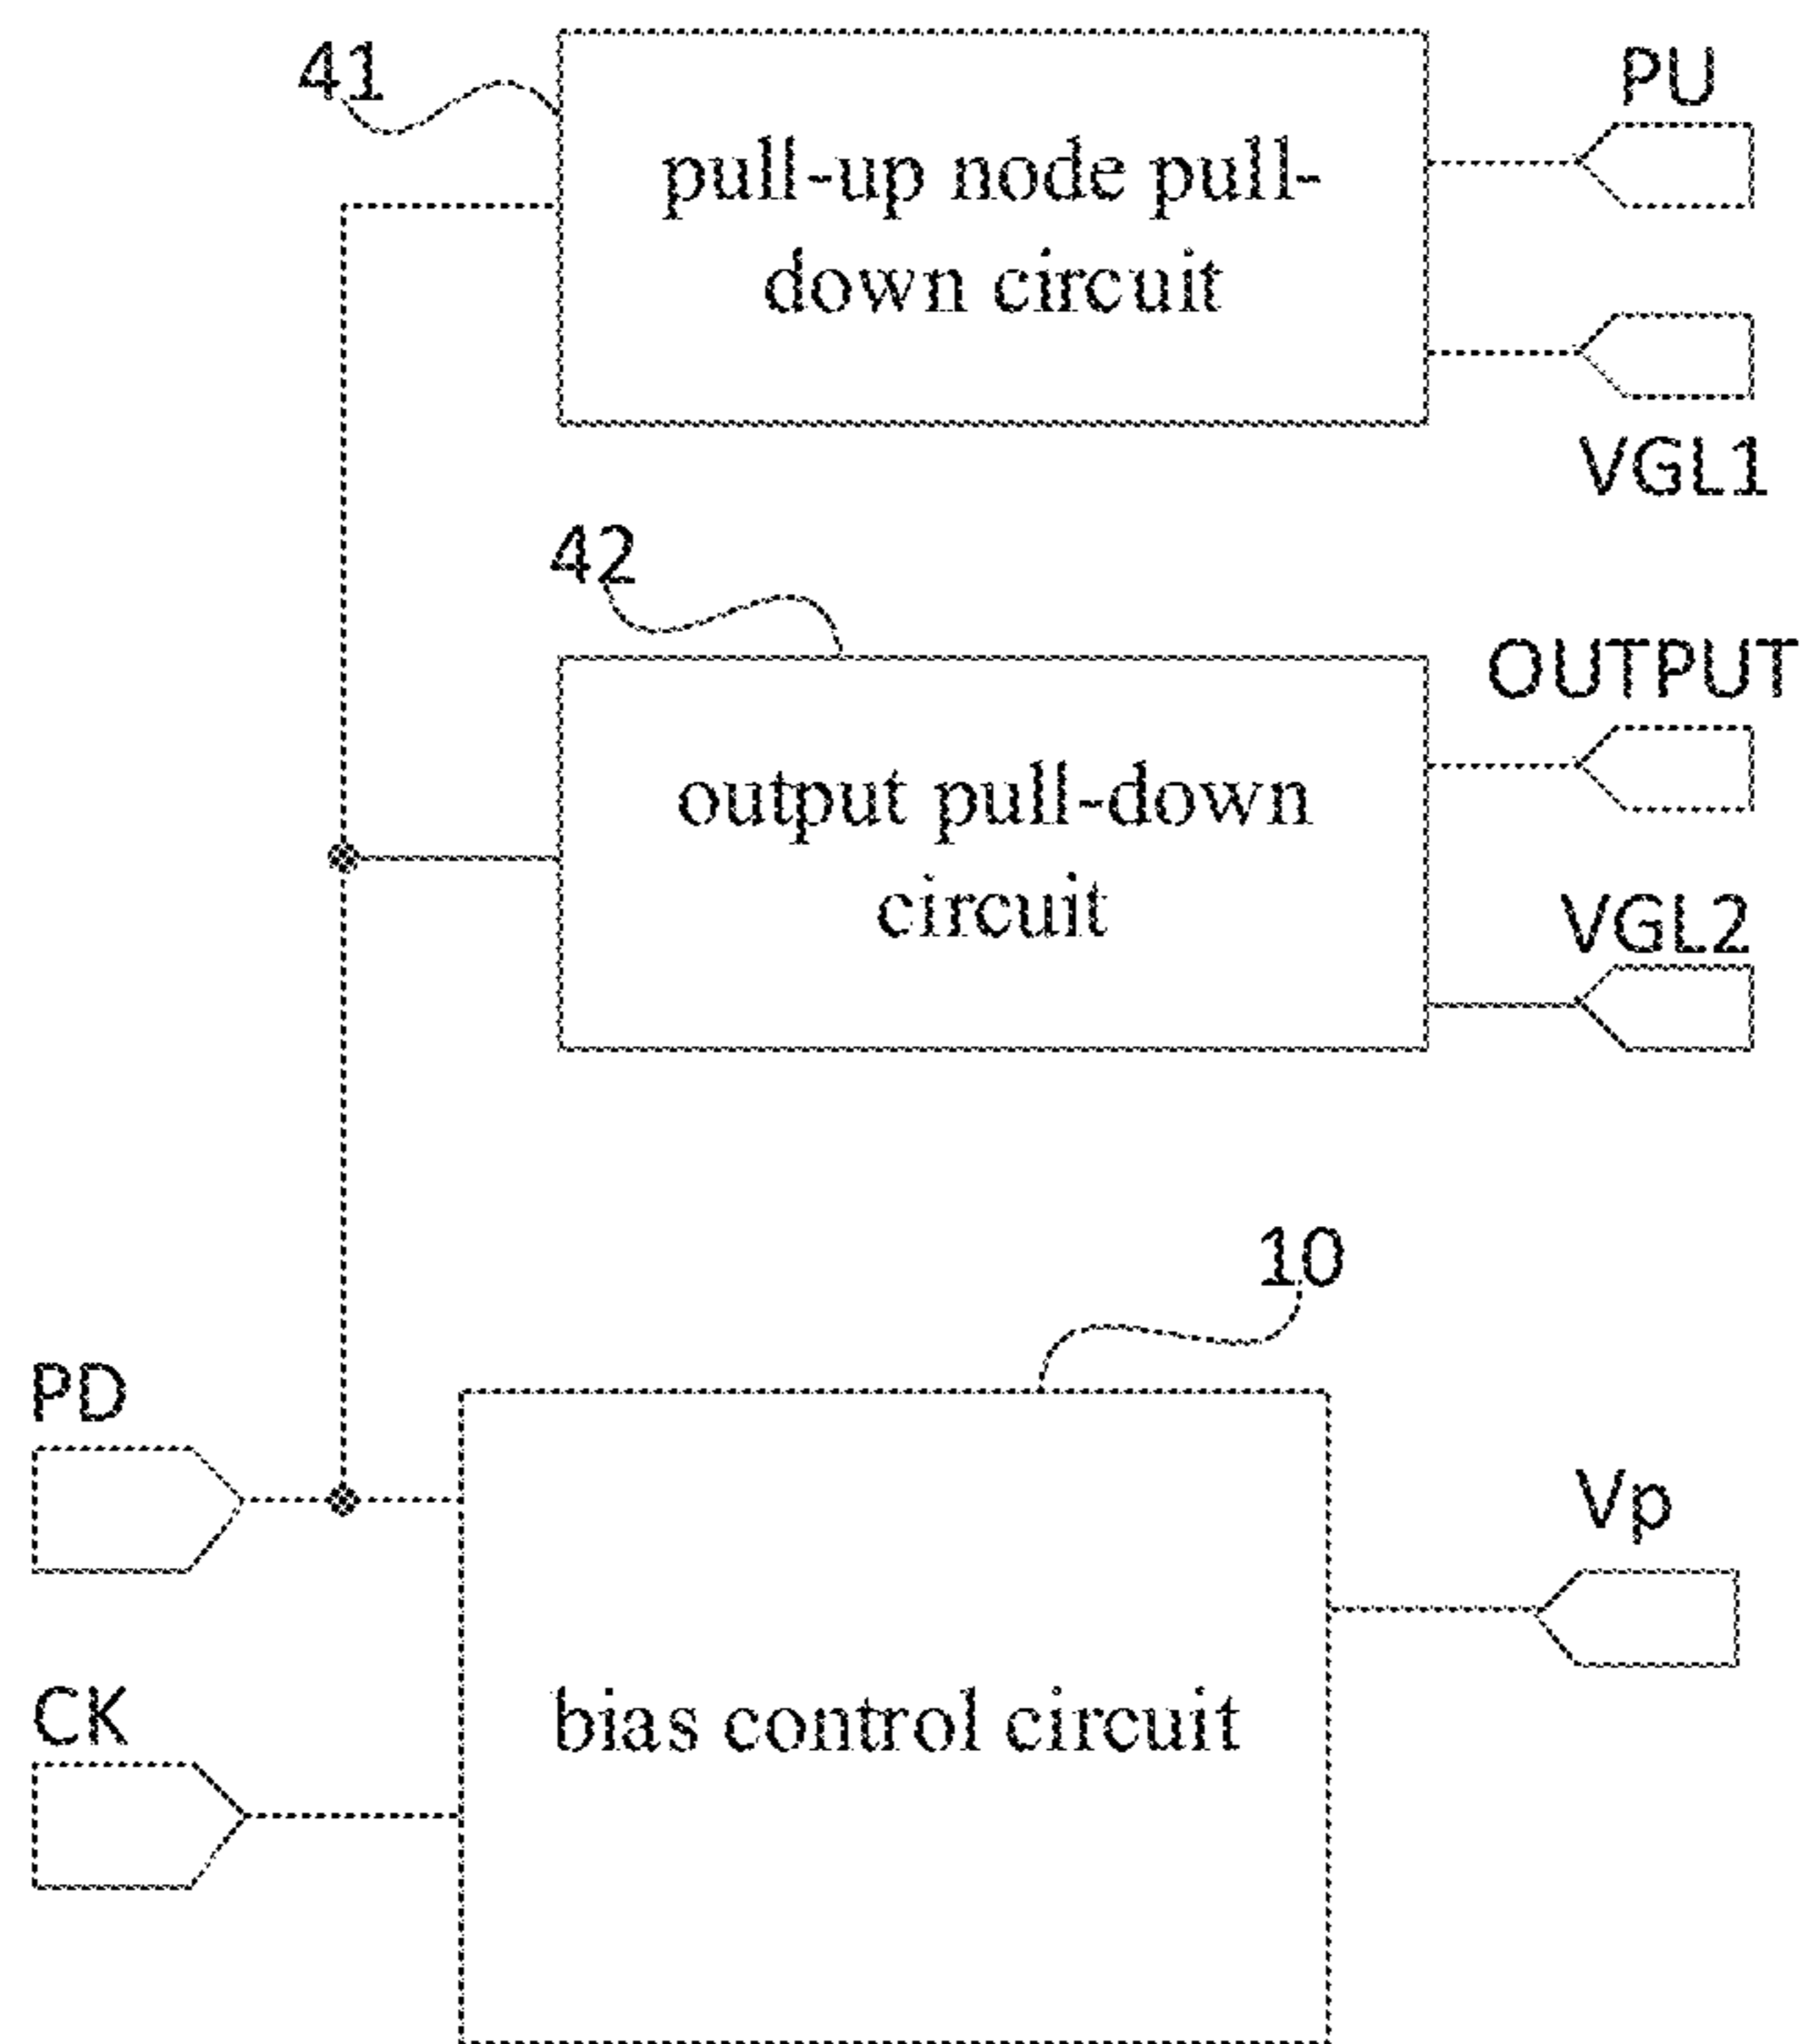 41
PU
pull-up node pull-
down circuit
VGL1
42
OUTPUT
output pull-down
circuit
VGL2
10
PD
Vp
CK
bias control circuit